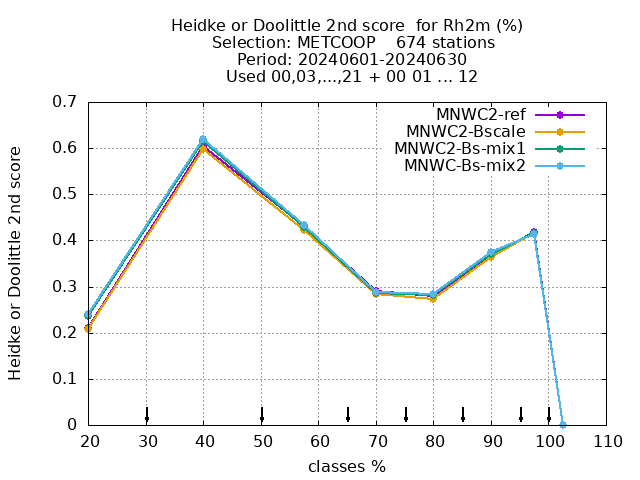 Heidke or Doolittle 2nd score  for Rh2m (%)
Selection: METCOOP    674 stations
Period: 20240601-20240630
Used 00,03,...,21 + 00 01 ... 12
MNWC2-ref
MNWC2-Bscale
MNWC2-Bs-mix1
MNWC-Bs-mix2
Heidke or Doolittle 2nd score
0.7
0.6
0.5
0.4
0.3
0.2
0.1
0
20 30 40 50 60 70 80 90 100 110
classes %